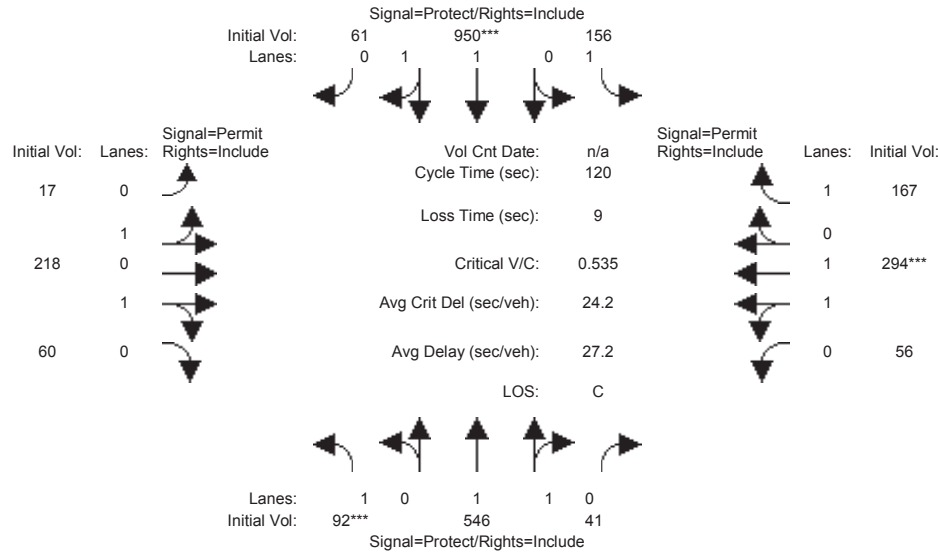 Signal=Protect/Rights=Include
Initial Vol: 61 950*** 156
Lanes: 0 1 1 0 1
Signal=Permit
Initial Vol: Lanes: Rights=Include
Vol Cnt Date: n/a
Signal=Permit
Rights=Include Lanes: Initial Vol:
Cycle Time (sec): 120
17 0
1 167
Loss Time (sec): 9
1
0
218 0
Critical V/C: 0.535
1 294***
1
Avg Crit Del (sec/veh): 24.2
1
60 0
Avg Delay (sec/veh): 27.2
0 56
LOS: C
Lanes: 1 0 1 1 0
Initial Vol: 92*** 546 41
Signal=Protect/Rights=Include